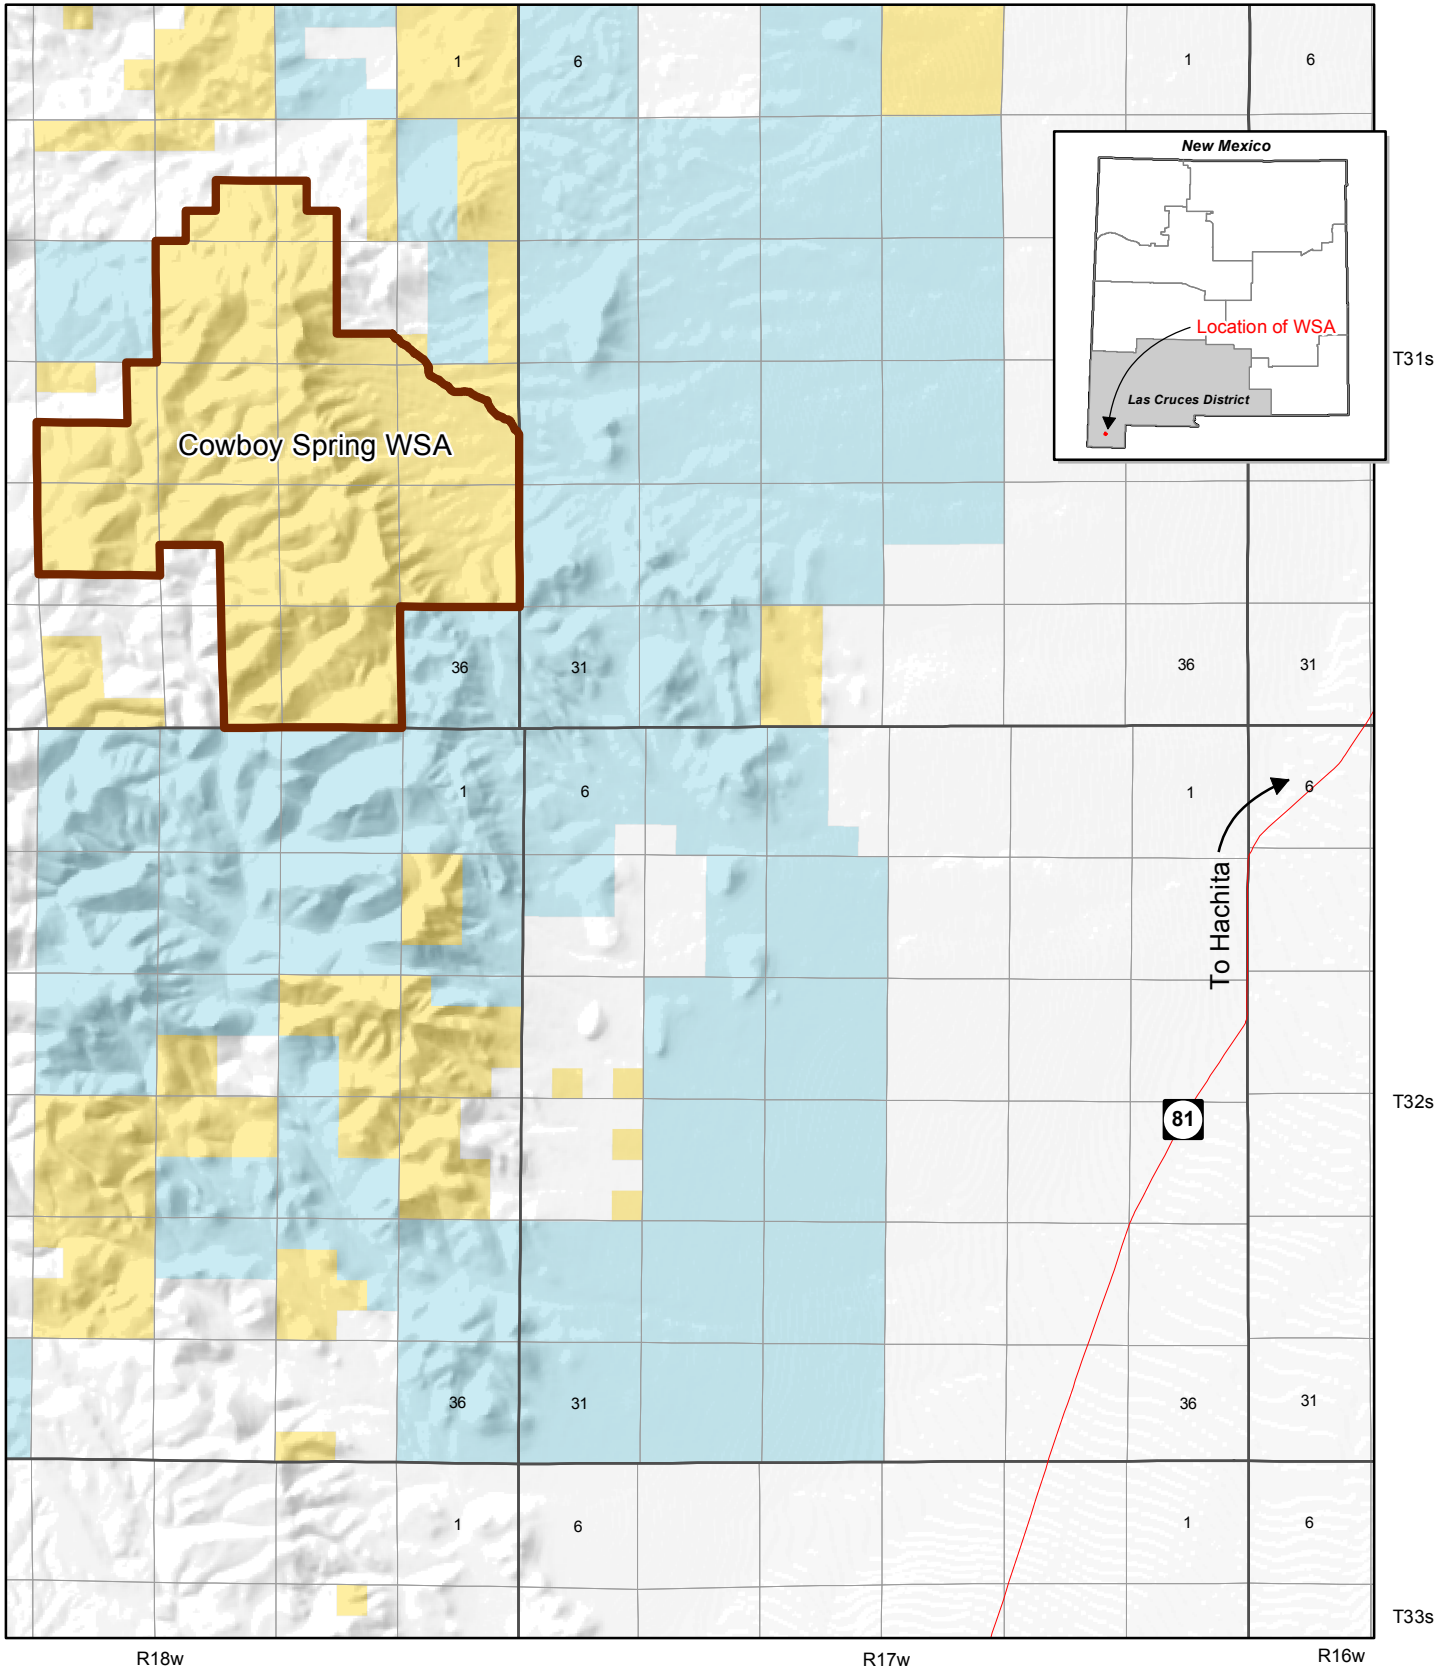 1
6
1
6
New Mexico
Location of WSA
Las Cruces District
T31s
Cowboy Spring WSA
36
31
36
31
1
6
1
6
To Hachita
81
T32s
36
31
36
31
1
6
1
6
T33s
R18w
R17w
R16w